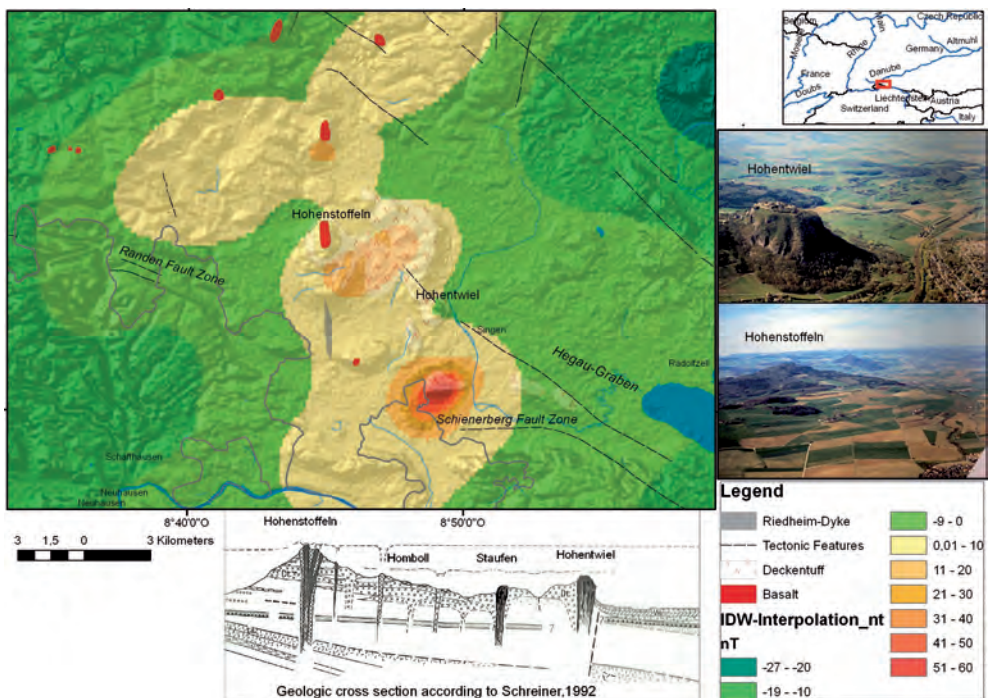 Hohenstoffeln
Randen Fault Zone
Hohentwiel
Singen
Hegau-Graben
Radolfzell
Schienerberg Fault Zone
Schaffhausen
Neuhausen
Neuhausen
8°40'0"O
8°50'0"O
3 1,5 0 3 Kilometers
Hohenstoffeln
Homboll
Staufen
Hohentwiel
Geologic cross section according to Schreiner,1992
Belgium
Czech Republic
Main
Moselle
Rhine
Altmuhl
Germany
Danube
France
Doubs
Liechtenstein
Austria
Switzerland
Italy
Hohentwiel
Hohenstoffeln
Legend
Riedheim-Dyke
Tectonic Features
Deckentuff
Basalt
IDW-Interpolation_nt
nT
-27 - -20
-19 - -10
-9 - 0
0,01 - 10
11 - 20
21 - 30
31 - 40
41 - 50
51 - 60